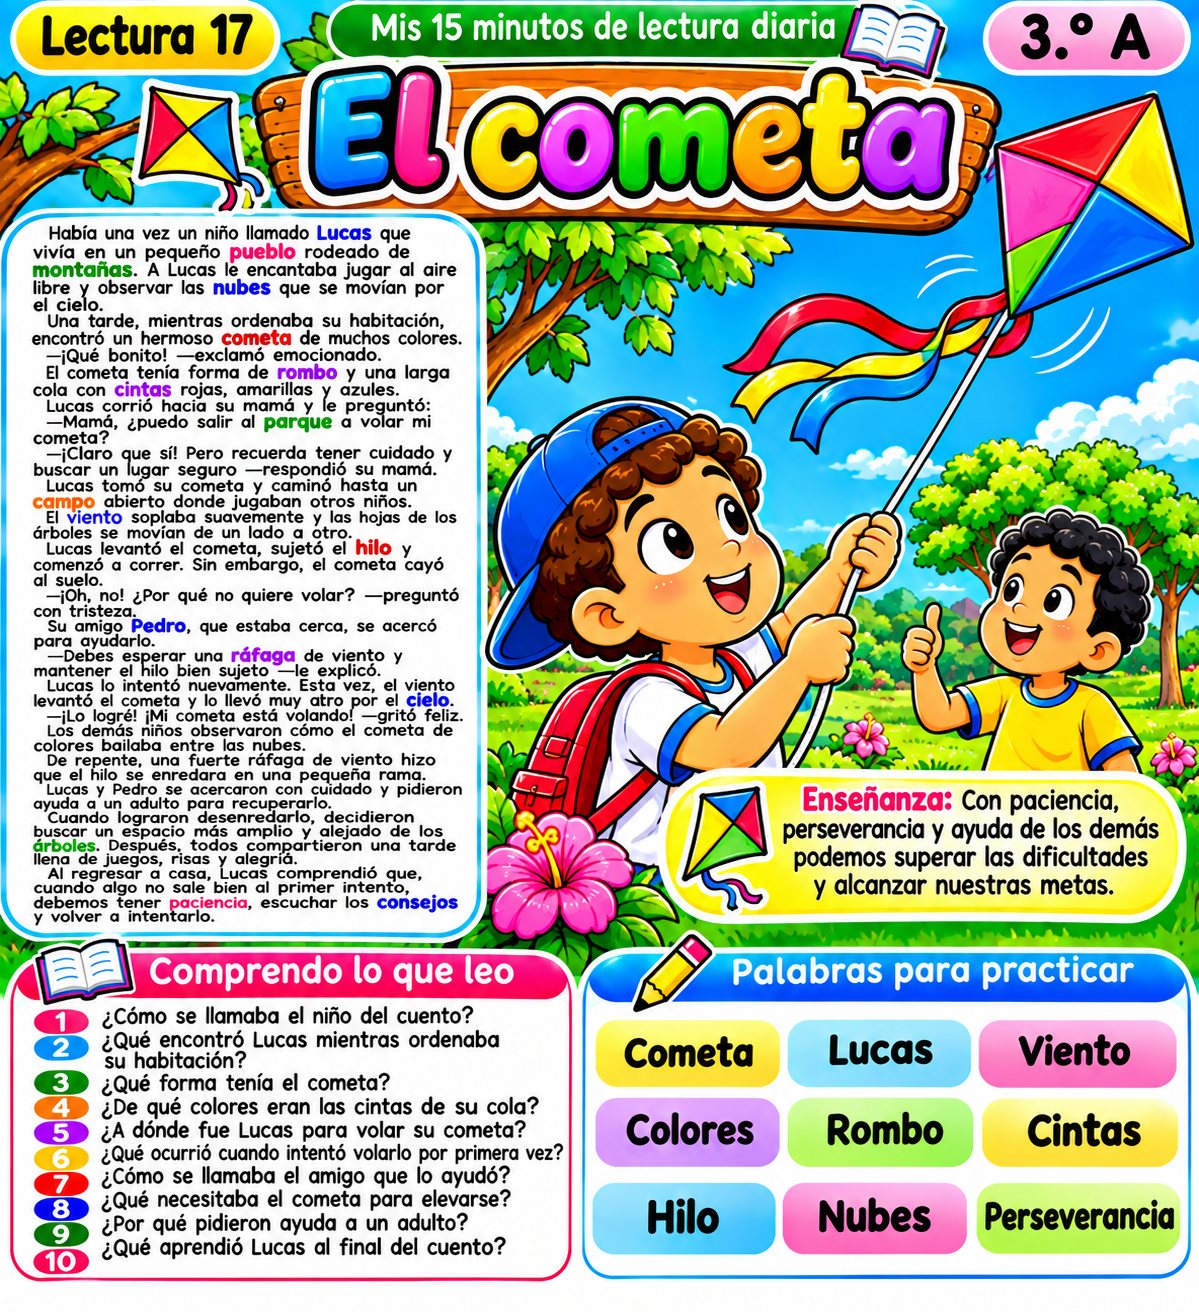 Lectura 17
Mis 15 minutos de lectura diaria
3.° A
El cometa
Había una vez un niño llamado Lucas que
vivía en un pequeño pueblo rodeado de
montañas. A Lucas le encantaba jugar al aire
libre y observar las nubes que se movían por
el cielo.
Una tarde, mientras ordenaba su habitación,
encontró un hermoso cometa de muchos colores.
—¡Qué bonito! —exclamó emocionado.
El cometa tenía forma de rombo y una larga
cola con cintas rojas, amarillas y azules.
Lucas corrió hacia su mamá y le preguntó:
—Mamá, ¿puedo salir al parque a volar mi
cometa?
—¡Claro que sí! Pero recuerda tener cuidado y
buscar un lugar seguro —respondió su mamá.
Lucas tomó su cometa y caminó hasta un
campo abierto donde jugaban otros niños.
El viento soplaba suavemente y las hojas de los
árboles se movían de un lado a otro.
Lucas levantó el cometa, sujetó el hilo y
comenzó a correr. Sin embargo, el cometa cayó
al suelo.
—¡Oh, no! ¿Por qué no quiere volar? —preguntó
con tristeza.
Su amigo Pedro, que estaba cerca, se acercó
para ayudarlo.
—Debes esperar una ráfaga de viento y
mantener el hilo bien sujeto —le explicó.
Lucas lo intentó nuevamente. Esta vez, el viento
levantó el cometa y lo llevó muy atro por el cielo.
—¡Lo logré! ¡Mi cometa está volando! —gritó feliz.
Los demás niños observaron cómo el cometa de
colores bailaba entre las nubes.
De repente, una fuerte ráfaga de viento hizo
que el hilo se enredara en una pequeña rama.
Lucas y Pedro se acercaron con cuidado y pidieron
ayuda a un adulto para recuperarlo.
Cuando lograron desenredarlo, decidieron
buscar un espacio más amplio y alejado de los
árboles. Después, todos compartieron una tarde
llena de juegos, risas y alegría.
Al regresar a casa, Lucas comprendió que,
cuando algo no sale bien al primer intento,
debemos tener paciencia, escuchar los consejos
y volver a intentarlo.
Enseñanza: Con paciencia,
perseverancia y ayuda de los demás
podemos superar las dificultades
y alcanzar nuestras metas.
Comprendo lo que leo
1 ¿Cómo se llamaba el niño del cuento?
2 ¿Qué encontró Lucas mientras ordenaba
su habitación?
3 ¿Qué forma tenía el cometa?
4 ¿De qué colores eran las cintas de su cola?
5 ¿A dónde fue Lucas para volar su cometa?
6 ¿Qué ocurrió cuando intentó volarlo por primera vez?
7 ¿Cómo se llamaba el amigo que lo ayudó?
8 ¿Qué necesitaba el cometa para elevarse?
9 ¿Por qué pidieron ayuda a un adulto?
10 ¿Qué aprendió Lucas al final del cuento?
Palabras para practicar
Cometa Lucas Viento
Colores Rombo Cintas
Hilo Nubes Perseverancia